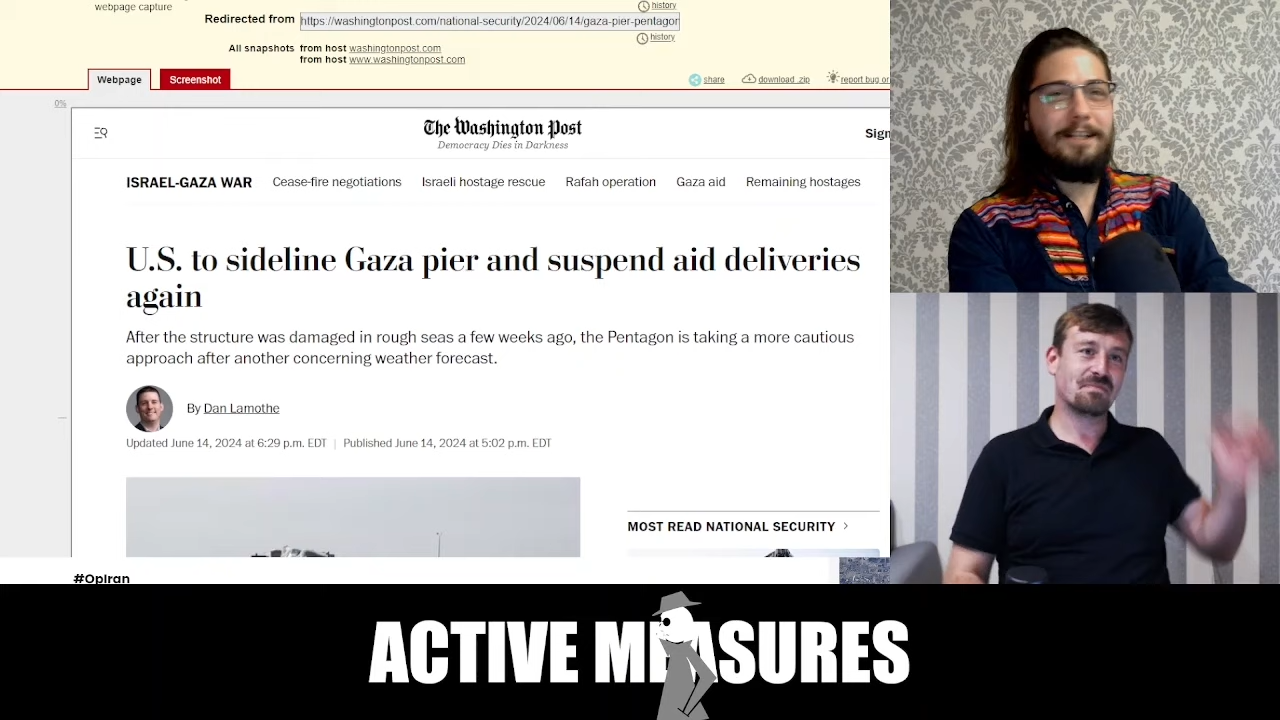 webpage capture
history
Redirected from
https://washingtonpost.com/national-security/2024/06/14/gaza-pier-pentagon
history
All snapshots from host washingtonpost.com
from host www.washingtonpost.com
Webpage
Screenshot
share
download .zip
report bug or
0%
The Washington Post
Democracy Dies in Darkness
Sign
ISRAEL-GAZA WAR
Cease-fire negotiations
Israeli hostage rescue
Rafah operation
Gaza aid
Remaining hostages
U.S. to sideline Gaza pier and suspend aid deliveries
again
After the structure was damaged in rough seas a few weeks ago, the Pentagon is taking a more cautious
approach after another concerning weather forecast.
By Dan Lamothe
Updated June 14, 2024 at 6:29 p.m. EDT | Published June 14, 2024 at 5:02 p.m. EDT
MOST READ NATIONAL SECURITY
#OpIran
ACTIVE MEASURES